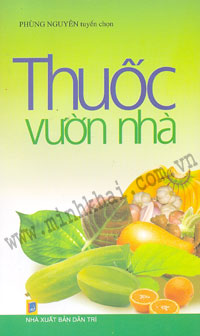 PHÙNG NGUYÊN tuyển chọn
Thuốc
vườn nhà
www.minhkhai.com.vn
NHÀ XUẤT BẢN DÂN TRÍ